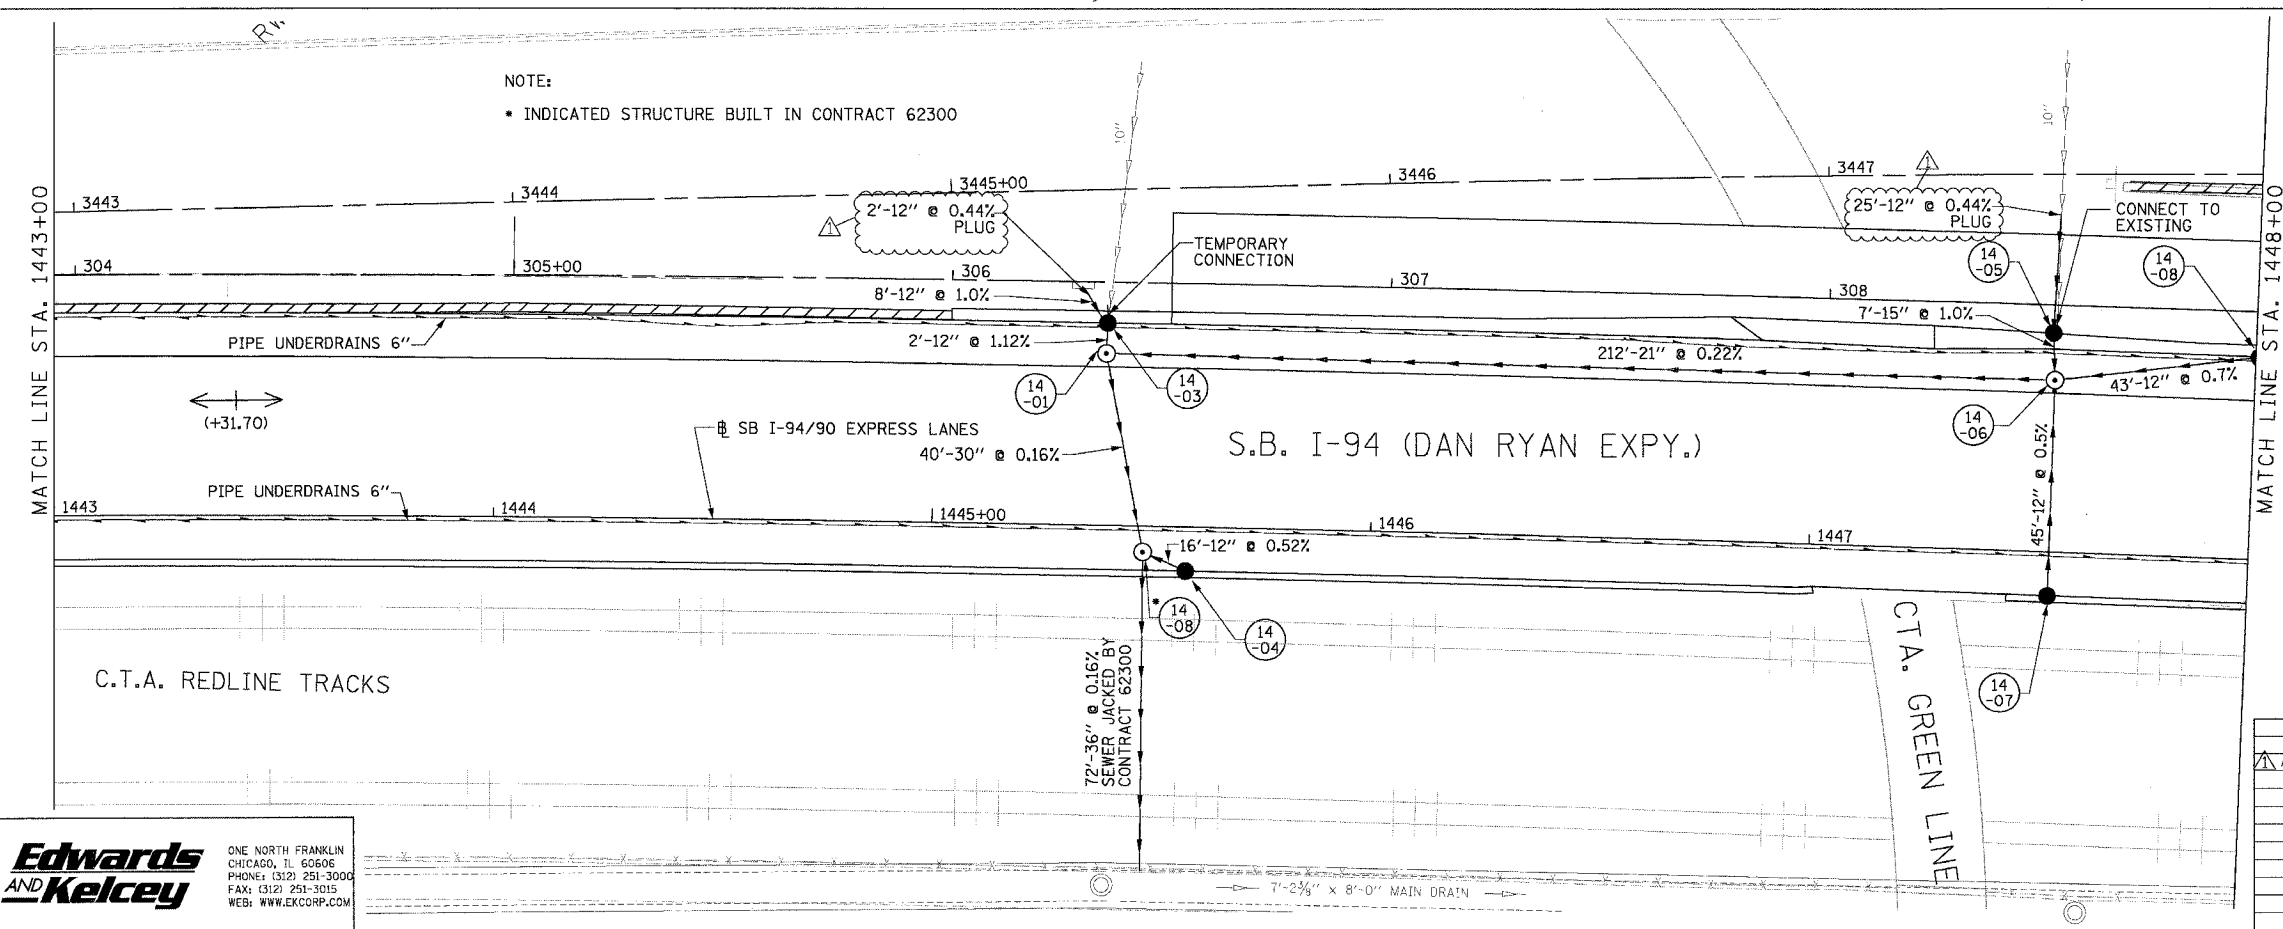 NOTE:
* INDICATED STRUCTURE BUILT IN CONTRACT 62300
10"
10"
MATCH LINE STA. 1443+00
3443
3444
3445+00
3446
3447
1
2'-12" @ 0.44%
PLUG
1
25'-12" @ 0.44%
PLUG
CONNECT TO
EXISTING
TEMPORARY
CONNECTION
14
-05
14
-08
304
305+00
306
307
308
8'-12" @ 1.0%
7'-15" @ 1.0%
PIPE UNDERDRAINS 6"
2'-12" @ 1.12%
212'-21" @ 0.22%
43'-12" @ 0.7%
14
-01
14
-03
14
-06
(+31.70)
℄ SB I-94/90 EXPRESS LANES
40'-30" @ 0.16%
S.B. I-94 (DAN RYAN EXPY.)
45'-12" @ 0.5%
MATCH LINE STA. 1448+00
PIPE UNDERDRAINS 6"
1443
1444
1445+00
1446
1447
16'-12" @ 0.52%
*
14
-08
14
-04
14
-07
C.T.A. REDLINE TRACKS
72'-36" @ 0.16%
SEWER JACKED BY
CONTRACT 62300
CTA. GREEN LINE
1
Edwards
AND Kelcey
ONE NORTH FRANKLIN
CHICAGO, IL 60606
PHONE: (312) 251-3000
FAX: (312) 251-3015
WEB: WWW.EKCORP.COM
7'-2⅜" x 8'-0" MAIN DRAIN